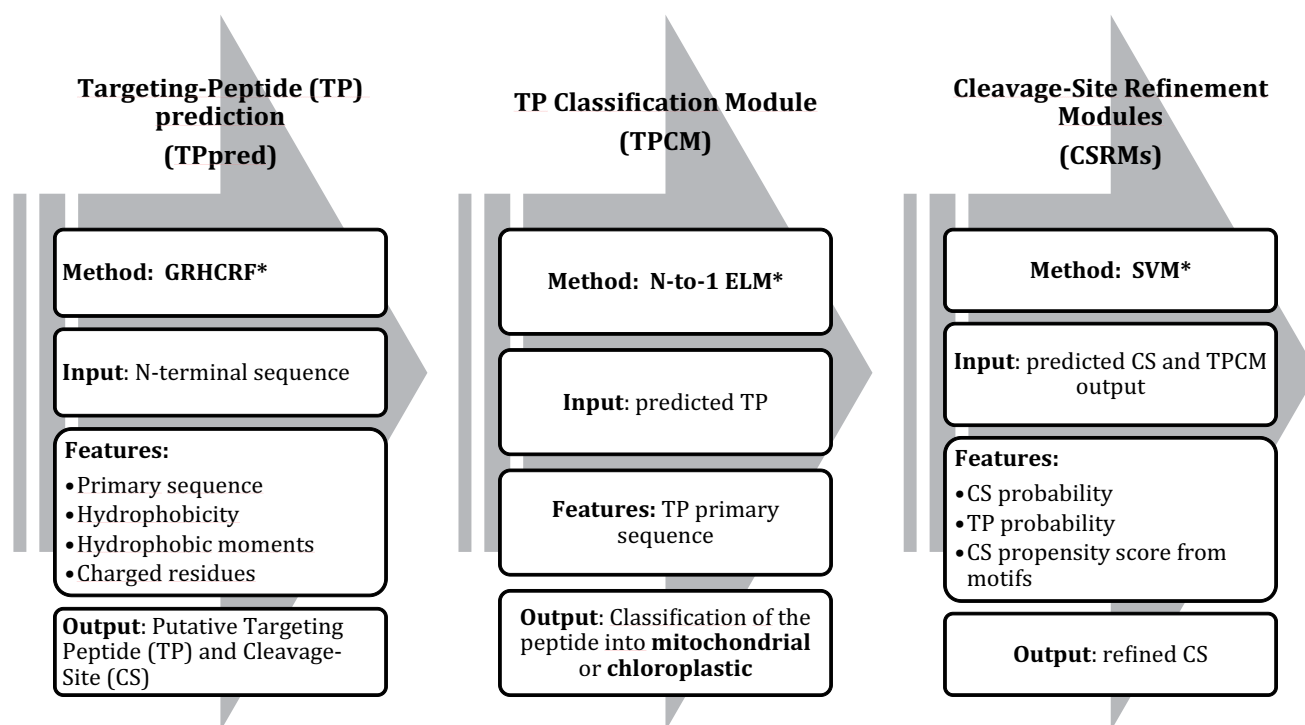 Targeting-Peptide (TP)
prediction
(TPpred)
Method: GRHCRF*
Input: N-terminal sequence
Features:
•Primary sequence
•Hydrophobicity
•Hydrophobic moments
•Charged residues
Output: Putative Targeting
Peptide (TP) and Cleavage-
Site (CS)
TP Classification Module
(TPCM)
Method: N-to-1 ELM*
Input: predicted TP
Features: TP primary
sequence
Output: Classification of the
peptide into mitochondrial
or chloroplastic
Cleavage-Site Refinement
Modules
(CSRMs)
Method: SVM*
Input: predicted CS and TPCM
output
Features:
•CS probability
•TP probability
•CS propensity score from
motifs
Output: refined CS